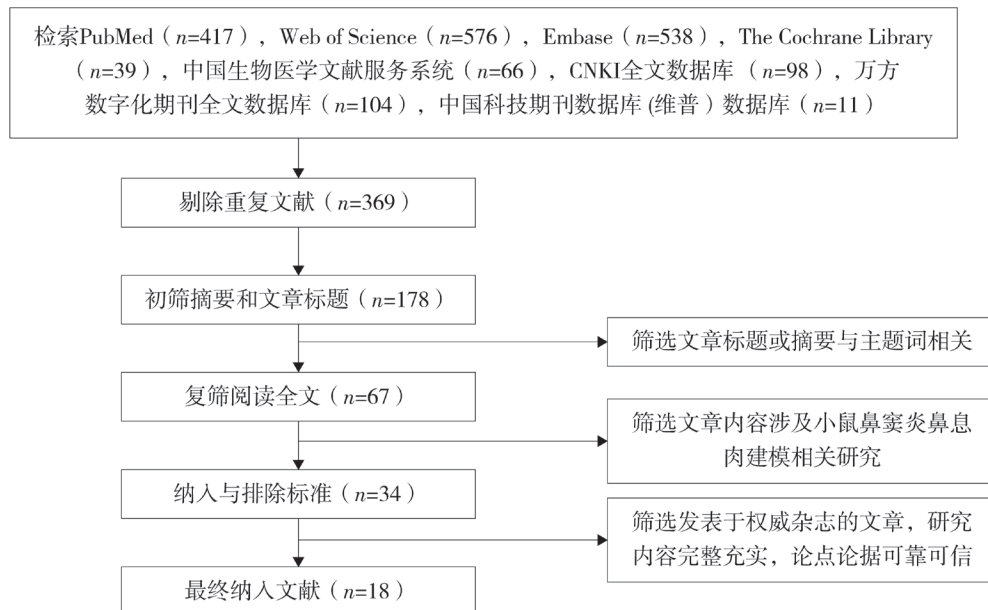 检索PubMed（n=417），Web of Science（n=576），Embase（n=538），The Cochrane Library
（n=39），中国生物医学文献服务系统（n=66），CNKI全文数据库 （n=98），万方
数字化期刊全文数据库（n=104），中国科技期刊数据库 (维普）数据库（n=11）
剔除重复文献（n=369）
初筛摘要和文章标题（n=178）
筛选文章标题或摘要与主题词相关
复筛阅读全文（n=67）
筛选文章内容涉及小鼠鼻窦炎鼻息
肉建模相关研究
纳入与排除标准（n=34）
筛选发表于权威杂志的文章，研究
内容完整充实，论点论据可靠可信
最终纳入文献（n=18）